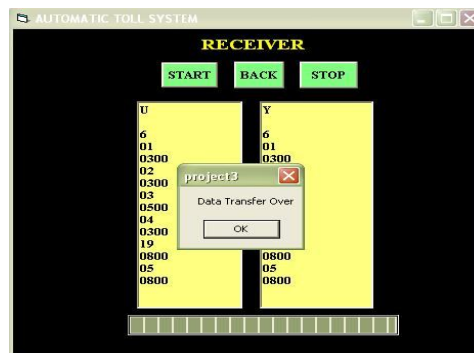 AUTOMATIC TOLL SYSTEM
RECEIVER
START BACK STOP
U
6
01
0300
02
0300
03
0500
04
0300
19
0800
05
0800
Y
6
01
0300
0800
05
0800
project3
Data Transfer Over
OK